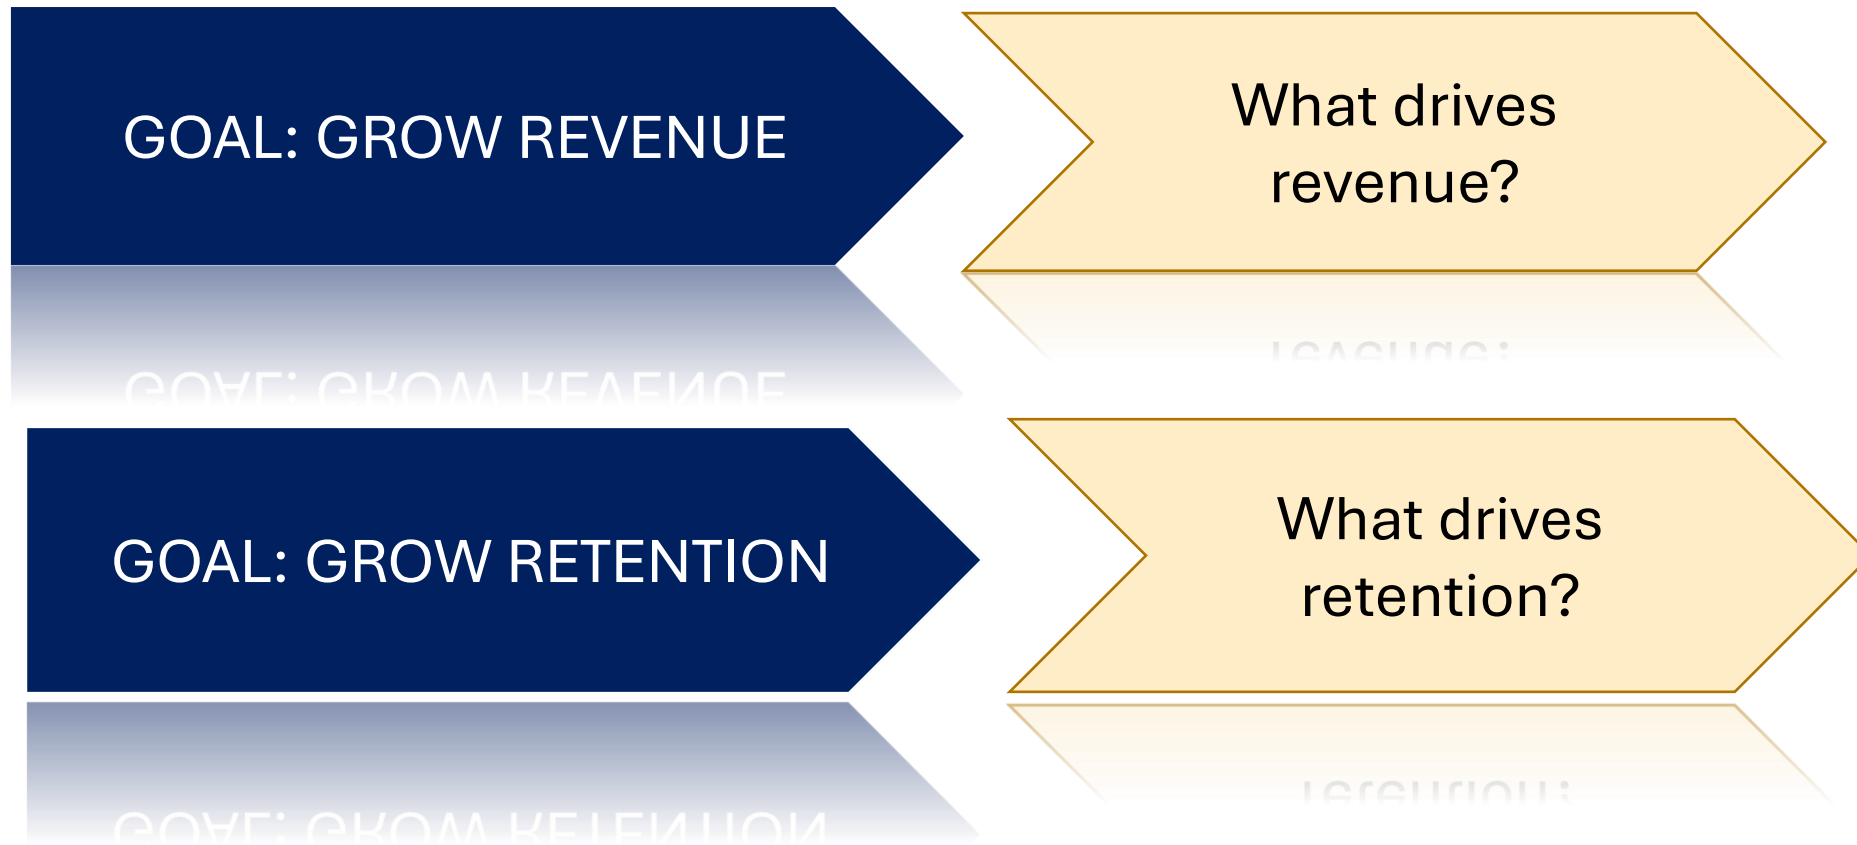 GOAL: GROW REVENUE
What drives
revenue?
GOAL: GROW RETENTION
What drives
retention?